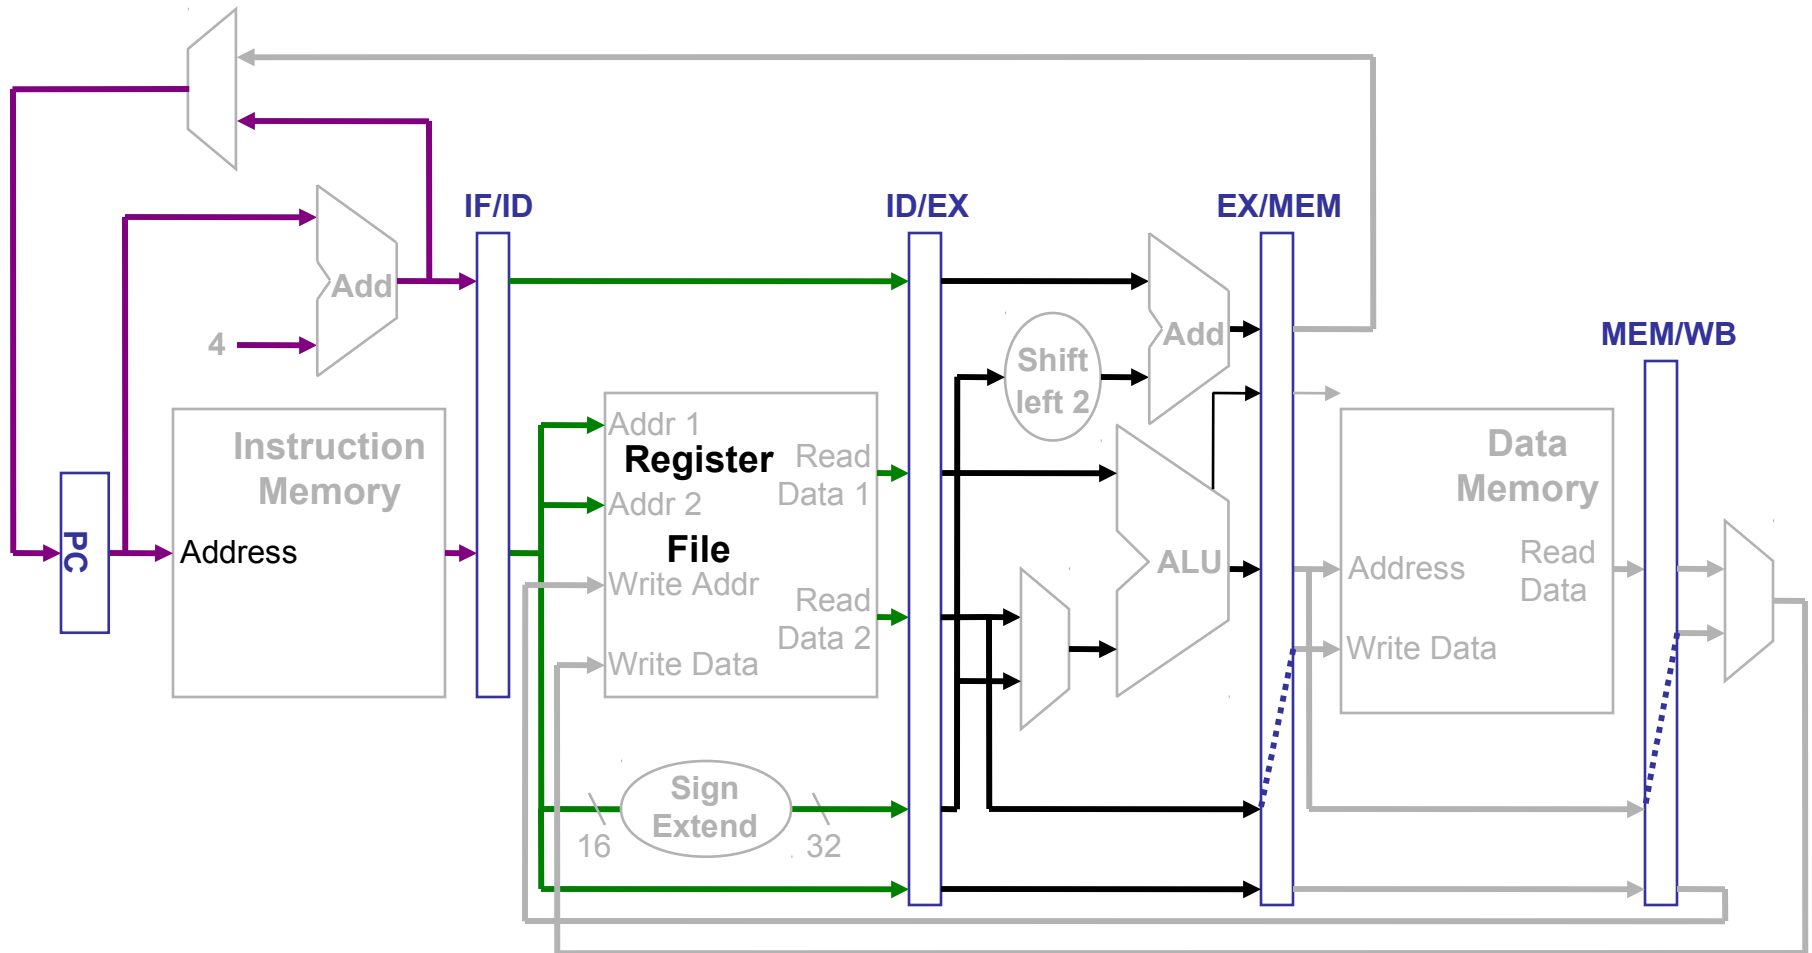 IF/ID
ID/EX
EX/MEM
MEM/WB
Add
4
Add
Shift
left 2
PC
Instruction
Memory
Address
Addr 1
Register
Read
Data 1
Addr 2
File
Write Addr
Read
Data 2
Write Data
ALU
Data
Memory
Address
Read
Data
Write Data
Sign
Extend
16
32